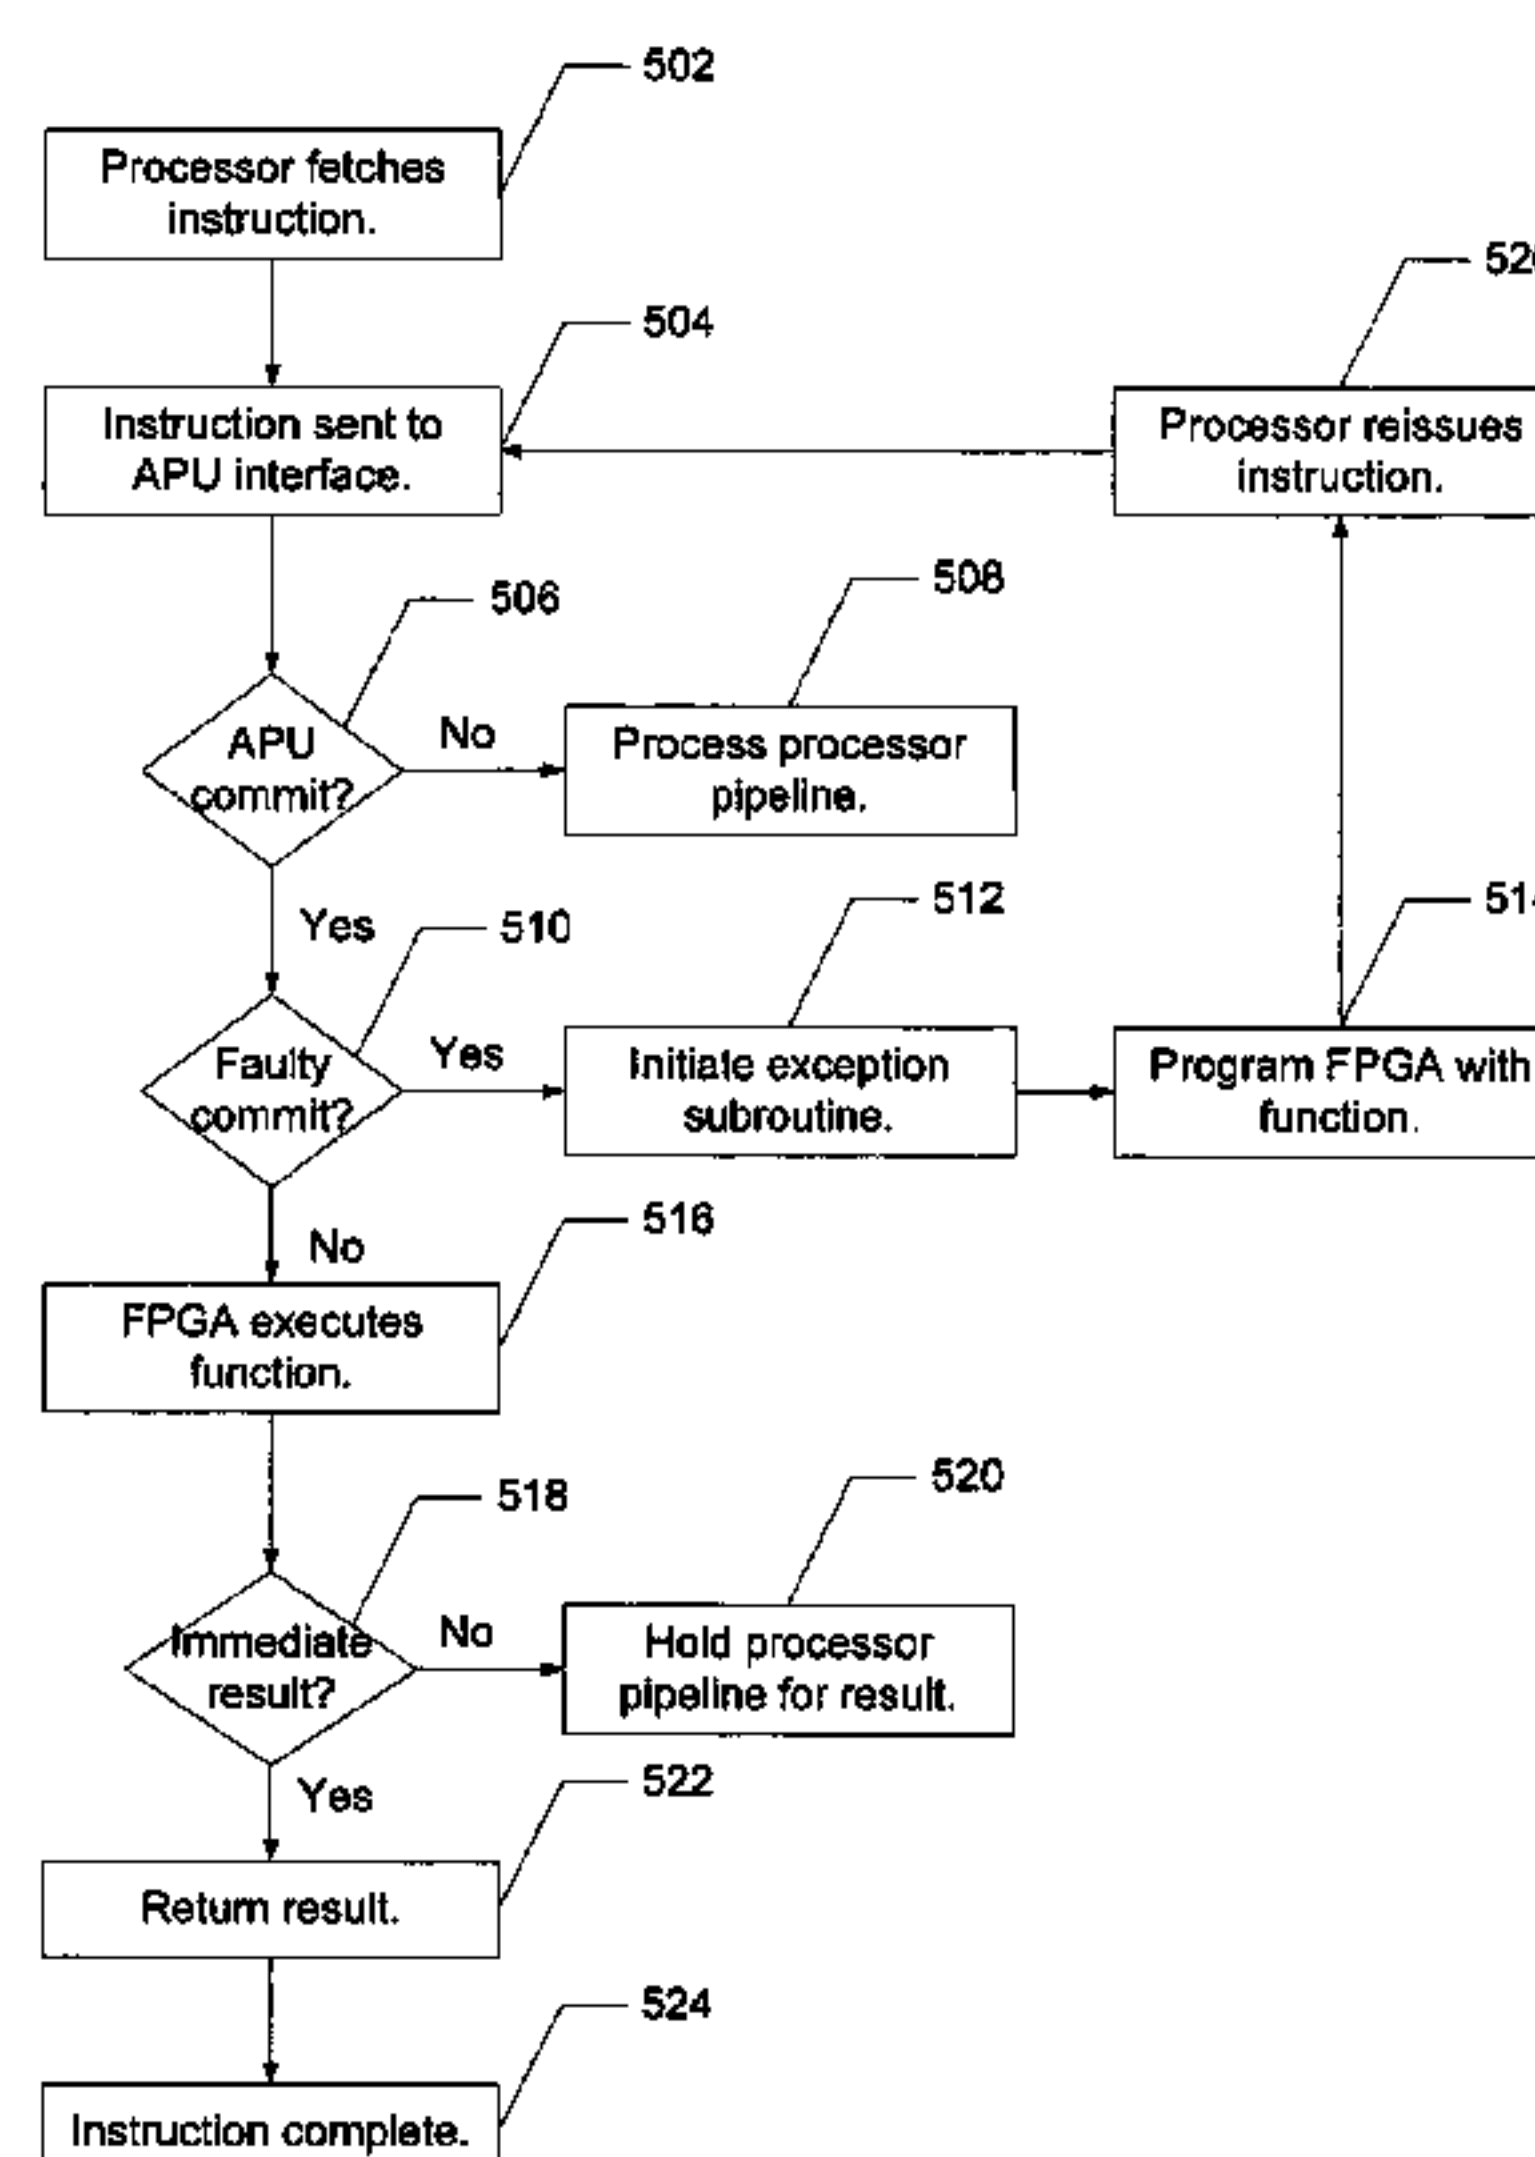 502
Processor fetches
instruction.
504
Instruction sent to
APU interface.
Processor reissues
instruction.
506
APU
commit?
No
508
Process processor
pipeline.
Yes
510
Faulty
commit?
Yes
512
Initiate exception
subroutine.
514
Program FPGA with
function.
No
516
FPGA executes
function.
518
Immediate
result?
No
520
Hold processor
pipeline for result.
Yes
522
Return result.
524
Instruction complete.